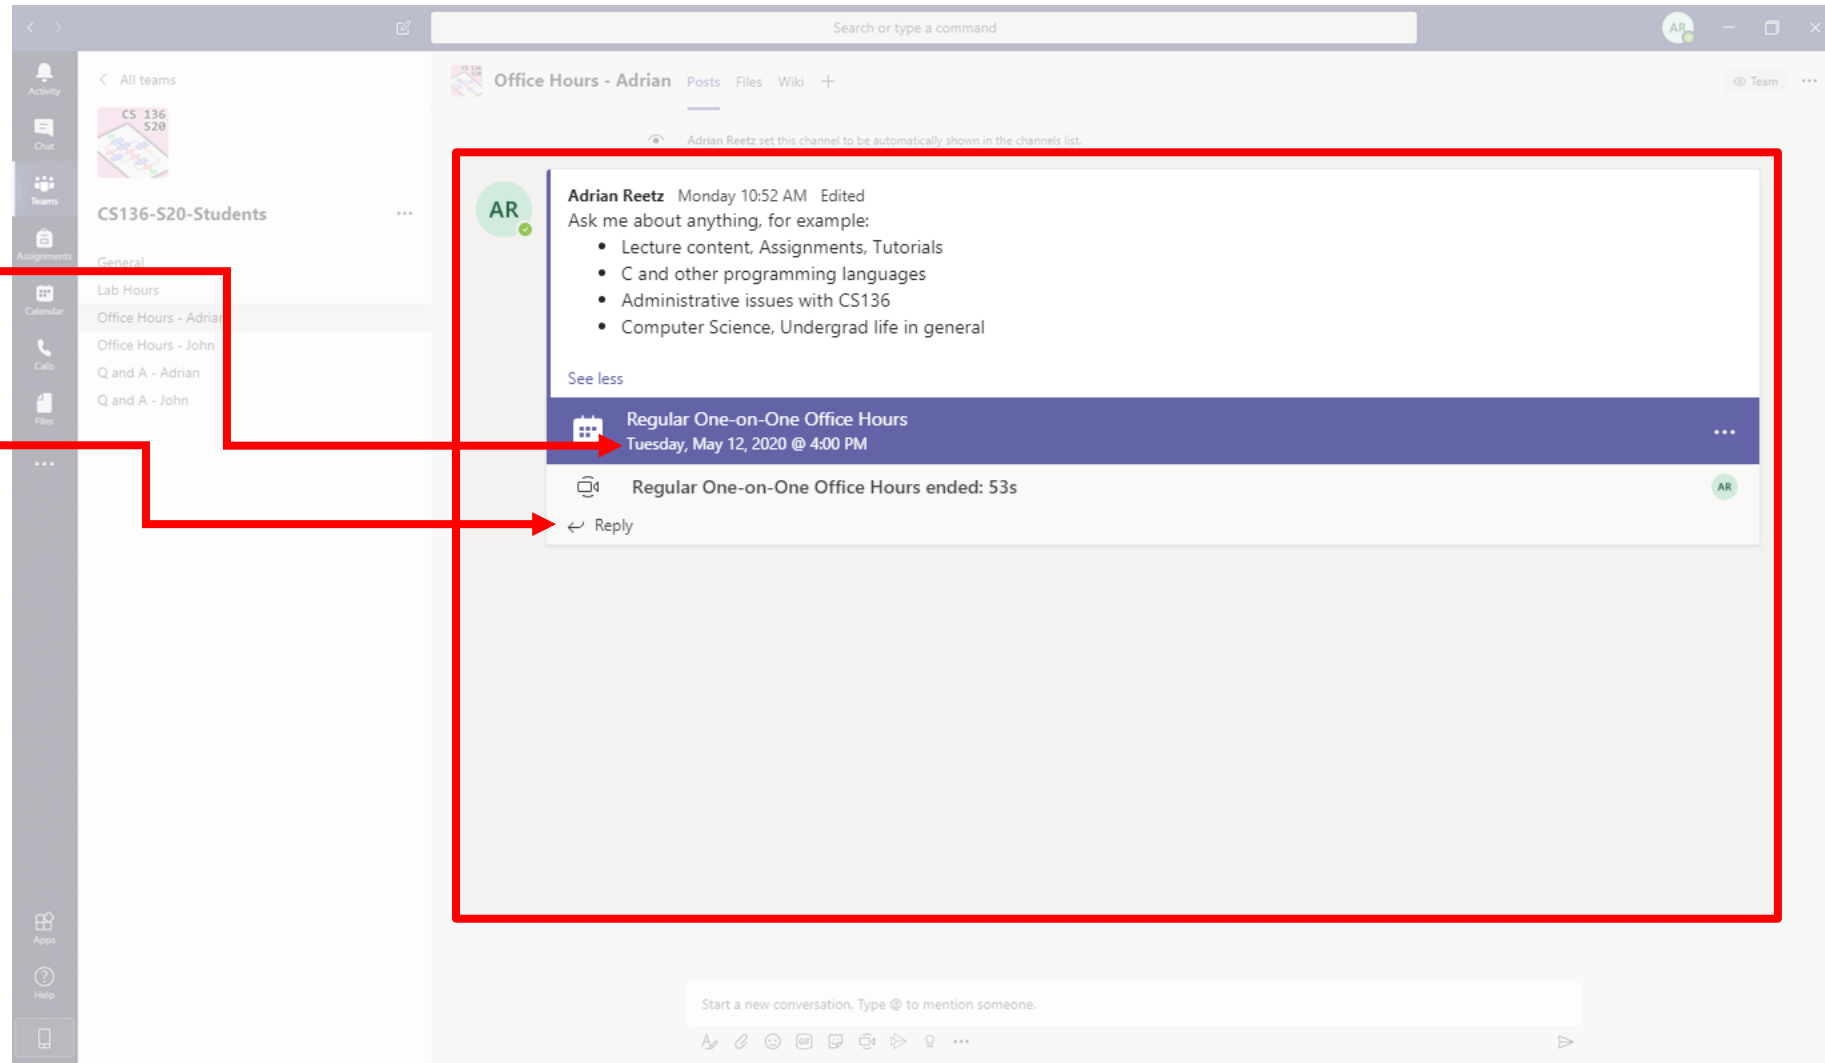 Search or type a command
AR
Activity
Chat
Teams
Assignments
Calendar
Calls
Files
Apps
Help
All teams
CS 136
S20
CS136-S20-Students
General
Lab Hours
Office Hours - Adrian
Office Hours - John
Q and A - Adrian
Q and A - John
Office Hours - Adrian Posts Files Wiki
Team
Adrian Reetz set this channel to be automatically shown in the channels list.
AR
Adrian Reetz Monday 10:52 AM Edited
Ask me about anything, for example:
• Lecture content, Assignments, Tutorials
• C and other programming languages
• Administrative issues with CS136
• Computer Science, Undergrad life in general
See less
Regular One-on-One Office Hours
Tuesday, May 12, 2020 @ 4:00 PM
Regular One-on-One Office Hours ended: 53s
AR
Reply
Start a new conversation. Type @ to mention someone.
GIF